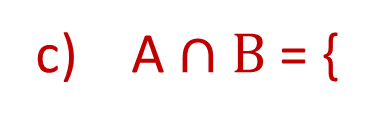 c) A ∩ B = {